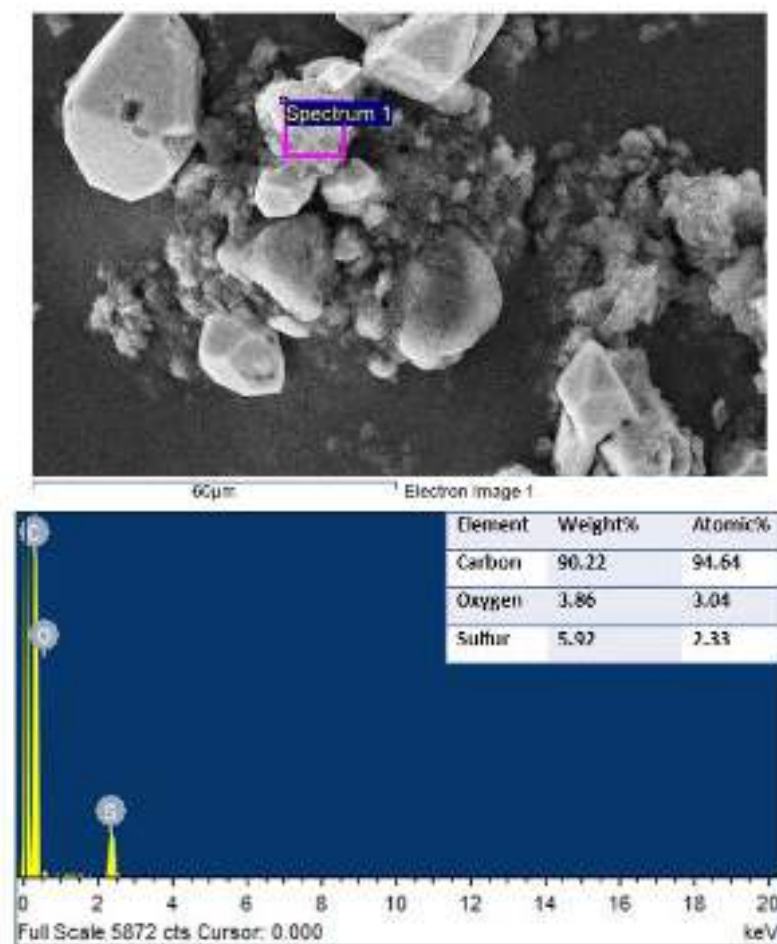 Spectrum 1
60µm Electron Image 1
Element Weight% Atomic%
Carbon 90.22 94.64
Oxygen 3.86 3.04
Sulfur 5.92 2.33
C
O
S
0 2 4 6 8 10 12 14 16 18 20
Full Scale 5872 cts Cursor: 0.000 keV